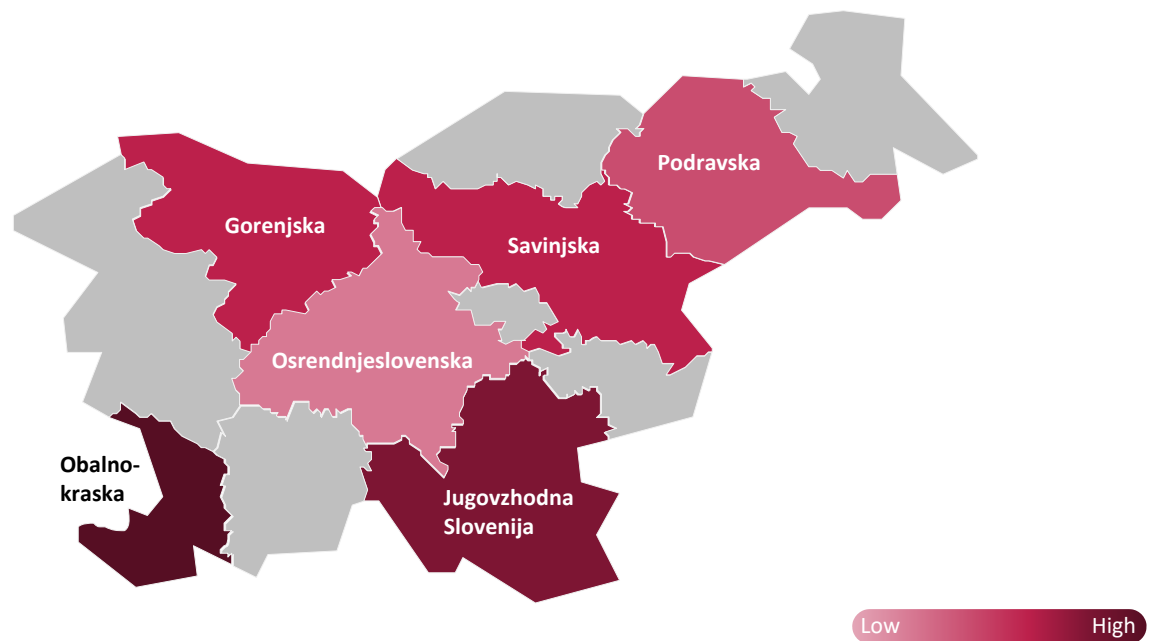 Podravska
Gorenjska
Savinjska
Osrendnjeslovenska
Obalno-
kraska
Jugovzhodna
Slovenija
Low High